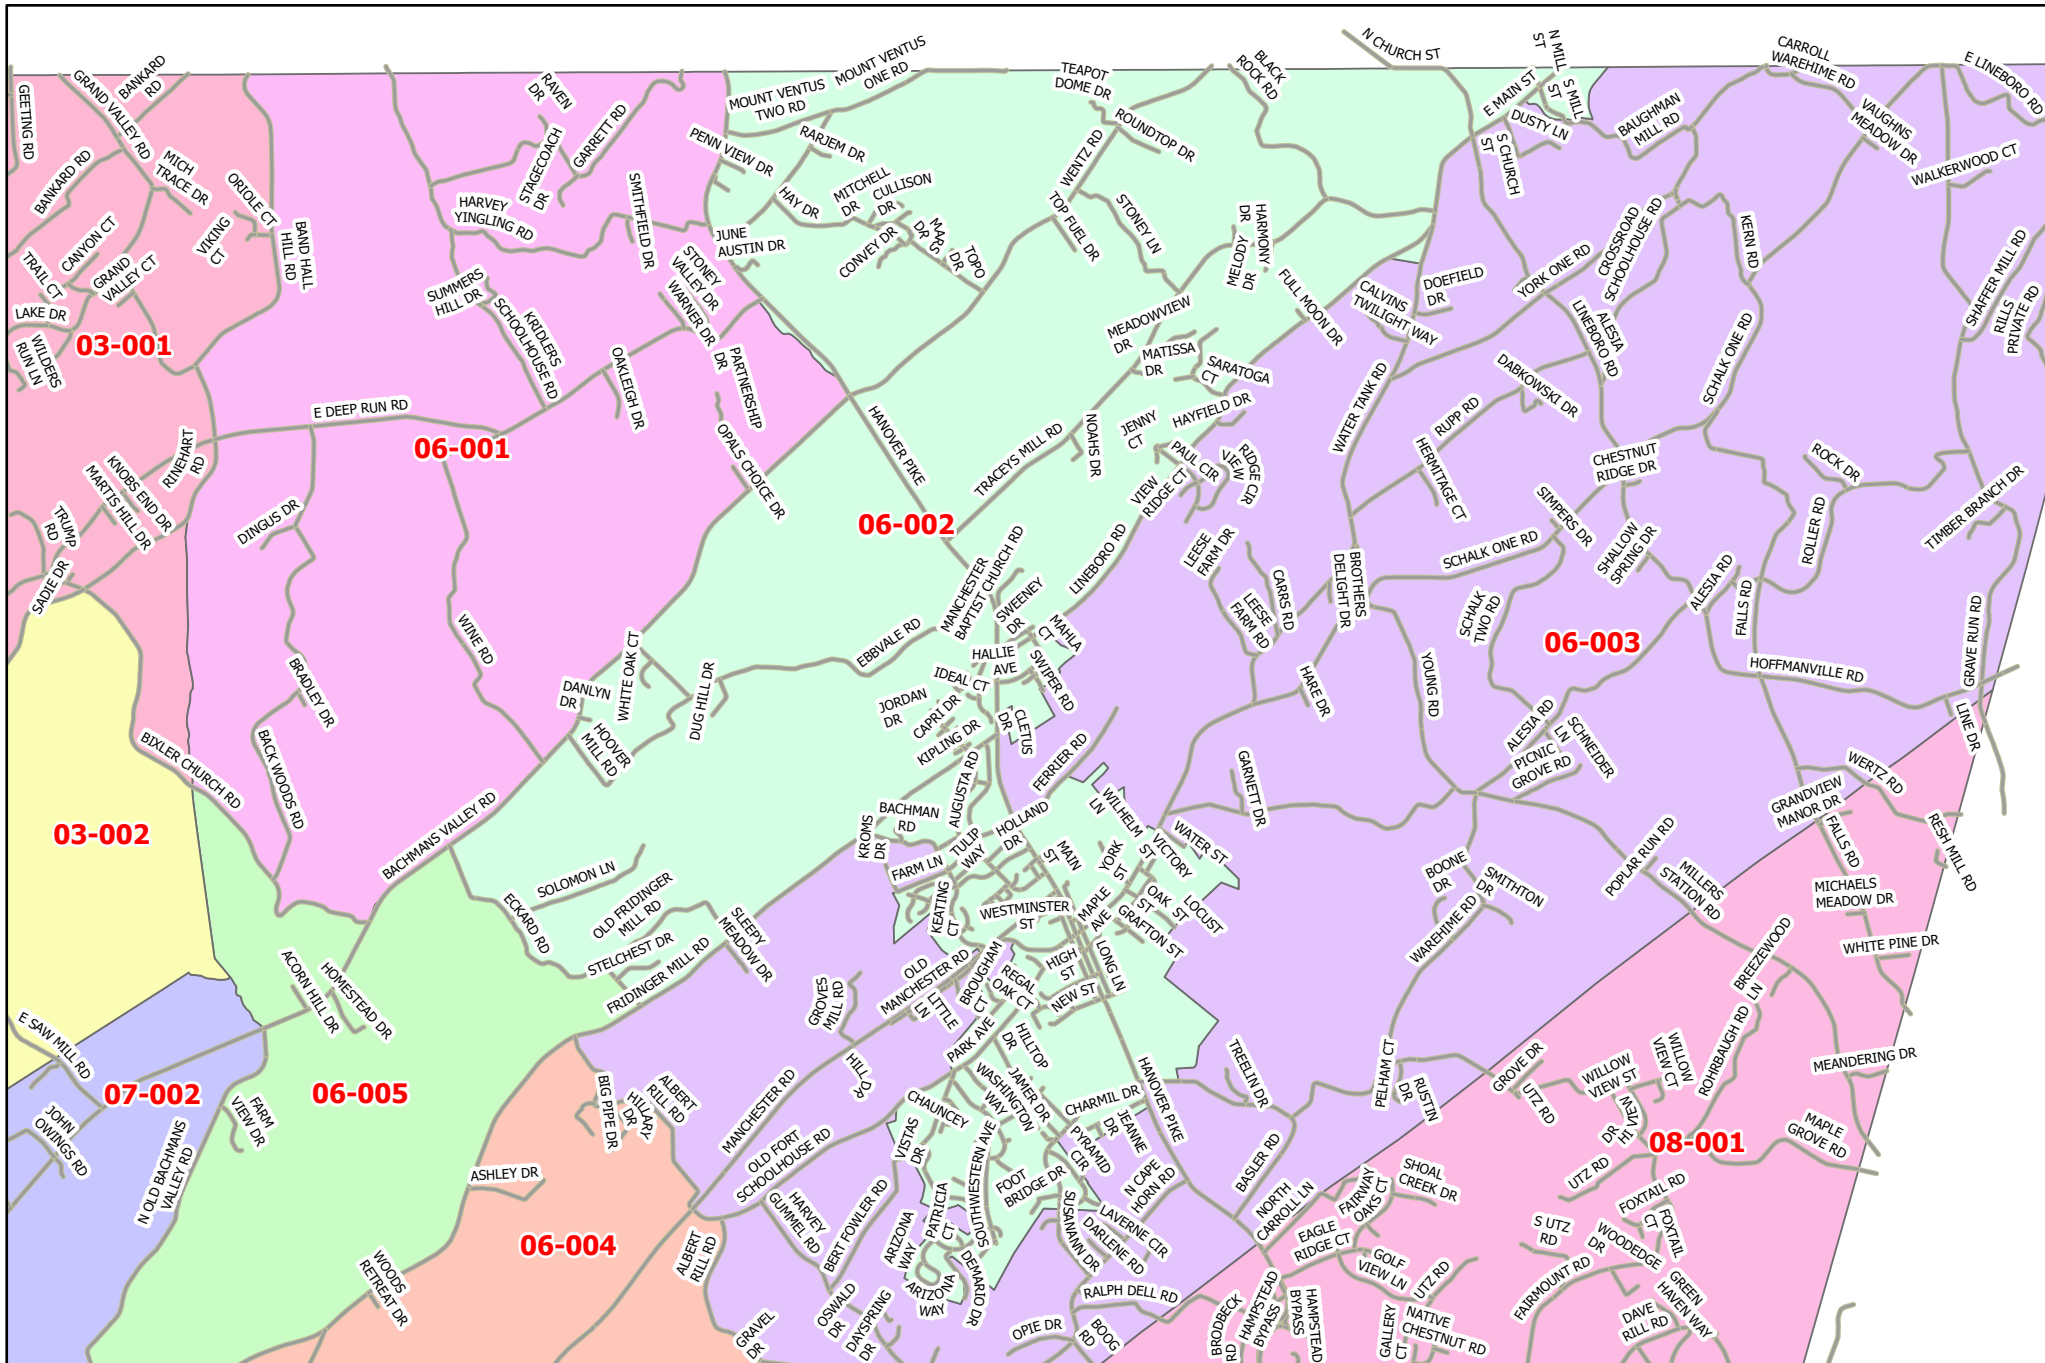 N CHURCH ST
N MILL
ST
S MILL
ST
CARROLL
WAREHIME RD
E LINEBORO RD
BANKARD
RD
GRAND VALLEY RD
GEETING RD
RAVEN
DR
GARRETT RD
STAGECOACH
DR
MOUNT VENTUS
ONE RD
MOUNT VENTUS
TWO RD
TEAPOT
DOME DR
BLACK
ROCK RD
E MAIN ST
DUSTY LN
BAUGHMAN
MILL RD
VAUGHNS
MEADOW DR
WALKERWOOD CT
ROUNDTOP DR
WENTZ RD
S CHURCH
ST
PENN VIEW DR
RARJEM DR
HAY DR
MITCHELL
DR
CULLISON
DR
MARS
DR
TOPO
DR
CONVEY DR
JUNE
AUSTIN DR
TOP FUEL DR
STONEY LN
MELODY
DR
HARMONY
DR
FULL MOON DR
BANKARD RD
MICH
TRACE DR
ORIOLE CT
VIKING
CT
CANYON CT
TRAIL CT
GRAND
VALLEY CT
BAND HALL
HILL RD
LAKE DR
WILDERS
RUN LN
03-001
HARVEY
YINGLING RD
SMITHFIELD DR
SUMMERS
HILL DR
KRIDLERS
SCHOOLHOUSE RD
STONEY
VALLEY DR
WARNER DR
PARTNERSHIP
DR
OAKLEIGH DR
OPALS CHOICE DR
E DEEP RUN RD
06-001
RINEHART
RD
KNOBS END DR
MARTIS HILL DR
TRUMP
RD
SADIE DR
DINGUS DR
WINE RD
BRADLEY DR
BACK WOODS RD
BIXLER CHURCH RD
03-002
BACHMANS VALLEY RD
HANOVER PIKE
TRACEYS MILL RD
NOAHS DR
06-002
MEADOWVIEW
DR
MATISSA
DR
SARATOGA
CT
HAYFIELD DR
JENNY
CT
PAUL CIR
RIDGE CIR
VIEW
VIEW
RIDGE CT
LINEBORO RD
LEESE
FARM DR
LEESE
FARM RD
CARRS RD
BROTHERS
DELIGHT DR
CALVINS
TWILIGHT WAY
DOEFIELD
DR
WATER TANK RD
YORK ONE RD
CROSSROAD
SCHOOLHOUSE RD
ALESIA
LINEBORO RD
KERN RD
SCHALK ONE RD
SHAFFER MILL RD
RILLS
PRIVATE RD
DABKOWSKI DR
RUPP RD
HERMITAGE CT
CHESTNUT
RIDGE DR
SIMPERS DR
ROCK DR
ROLLER RD
TIMBER BRANCH DR
SCHALK ONE RD
SHALLOW
SPRING DR
SCHALK
TWO RD
ALESIA RD
FALLS RD
06-003
HOFFMANVILLE RD
GRAVE RUN RD
LINE DR
YOUNG RD
HARE DR
ALESIA RD
SCHNEIDER
LN
PICNIC
GROVE RD
GARNETT DR
WERTZ RD
GRANDVIEW
MANOR DR
FALLS RD
RESH MILL RD
POPLAR RUN RD
MILLERS
STATION RD
MICHAELS
MEADOW DR
WHITE PINE DR
BREEZEWOOD
LN
BOONE
DR
SMITHTON
DR
WAREHIME RD
MANCHESTER
BAPTIST CHURCH RD
SWEENEY
DR
MAHLA
CT
HALLIE
AVE
SWIPER RD
EBBVALE RD
IDEAL CT
JORDAN
DR
CAPRI DR
KIPLING DR
CLETUS
DR
FERRIER RD
WHITE OAK CT
DANLYN
DR
HOOVER
MILL RD
DUG HILL DR
AUGUSTA RD
BACHMAN
RD
KROMS
DR
FARM LN
TULIP
WAY
HOLLAND
DR
MAIN
ST
WILHELM
LN
VICTORY
ST
WATER ST
YORK
ST
OAK ST
LOCUST
ST
MAPLE
AVE
GRAFTON ST
WESTMINSTER
ST
KEATING
CT
HIGH
ST
LONG LN
NEW ST
REGAL
OAK CT
BROUGHAM
CT
LITTLE
LN
OLD
MANCHESTER RD
GROVES
MILL RD
HILL DR
PARK AVE
HILLTOP
DR
SOLOMON LN
ECKARD RD
OLD FRIDINGER
MILL RD
STELCHEST DR
SLEEPY
MEADOW DR
FRIDINGER MILL RD
ACORN HILL DR
HOMESTEAD DR
E SAW MILL RD
07-002
06-005
JOHN
OWINGS RD
FARM
VIEW DR
N OLD BACHMANS
VALLEY RD
BIG PIPE DR
HILLARY
DR
ALBERT
RILL RD
MANCHESTER RD
ASHLEY DR
06-004
WOODS
RETREAT DR
ALBERT
RILL RD
GRAVEL
DR
OLD FORT
SCHOOLHOUSE RD
HARVEY
GUMMEL RD
BERT FOWLER RD
OSWALD
DR
DAYSPRING
DR
CHAUNCEY
VISTAS
DR
WASHINGTON
WAY
JAMER DR
CHARMIL DR
JEANNE
DR
PYRAMID
CIR
SOUTHWESTERN AVE
FOOT
BRIDGE DR
PATRICIA
CT
ARIZONA
WAY
ARIZONA
WAY
DEMARIO DR
SUSANN DR
LAVERNE CIR
DARLENE RD
N CAPE
HORN RD
HANOVER PIKE
TREELIN DR
BASLER RD
RALPH DELL RD
OPIE DR
BOOG
RD
PELHAM CT
RUSTIN
DR
GROVE DR
UTZ RD
WILLOW
VIEW ST
WILLOW
VIEW CT
HI VIEW
DR
ROHRBAUGH RD
MEANDERING DR
MAPLE
GROVE RD
08-001
UTZ RD
FOXTAIL RD
FOXTAIL
CT
S UTZ
RD
WOODEDGE
DR
FAIRMOUNT RD
GREEN
HAVEN WAY
DAVE
RILL RD
NORTH
CARROLL LN
FAIRWAY
OAKS CT
SHOAL
CREEK DR
EAGLE
RIDGE CT
GOLF
VIEW LN
UTZ RD
NATIVE
CHESTNUT RD
GALLERY
CT
HAMPSTEAD
BYPASS
HAMPSTEAD
BYPASS
BRODBECK
RD